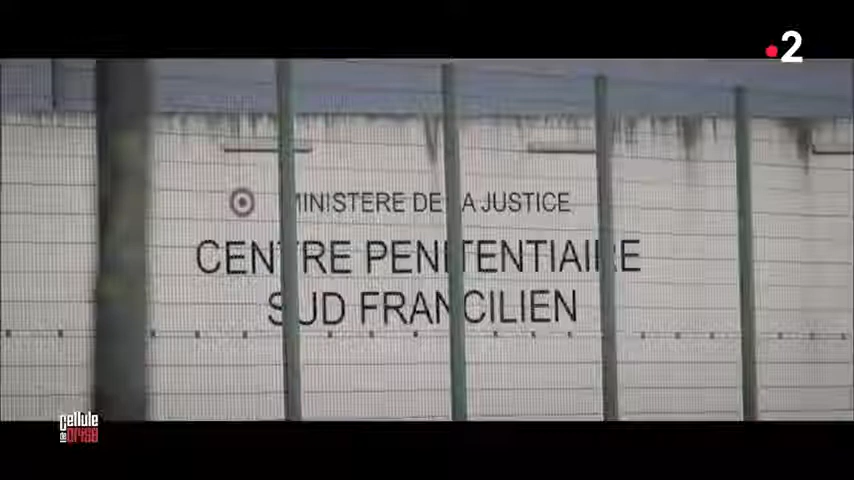 2
MINISTERE DE LA JUSTICE
CENTRE PENITENTIAIRE
SUD FRANCILIEN
cellule
de crise